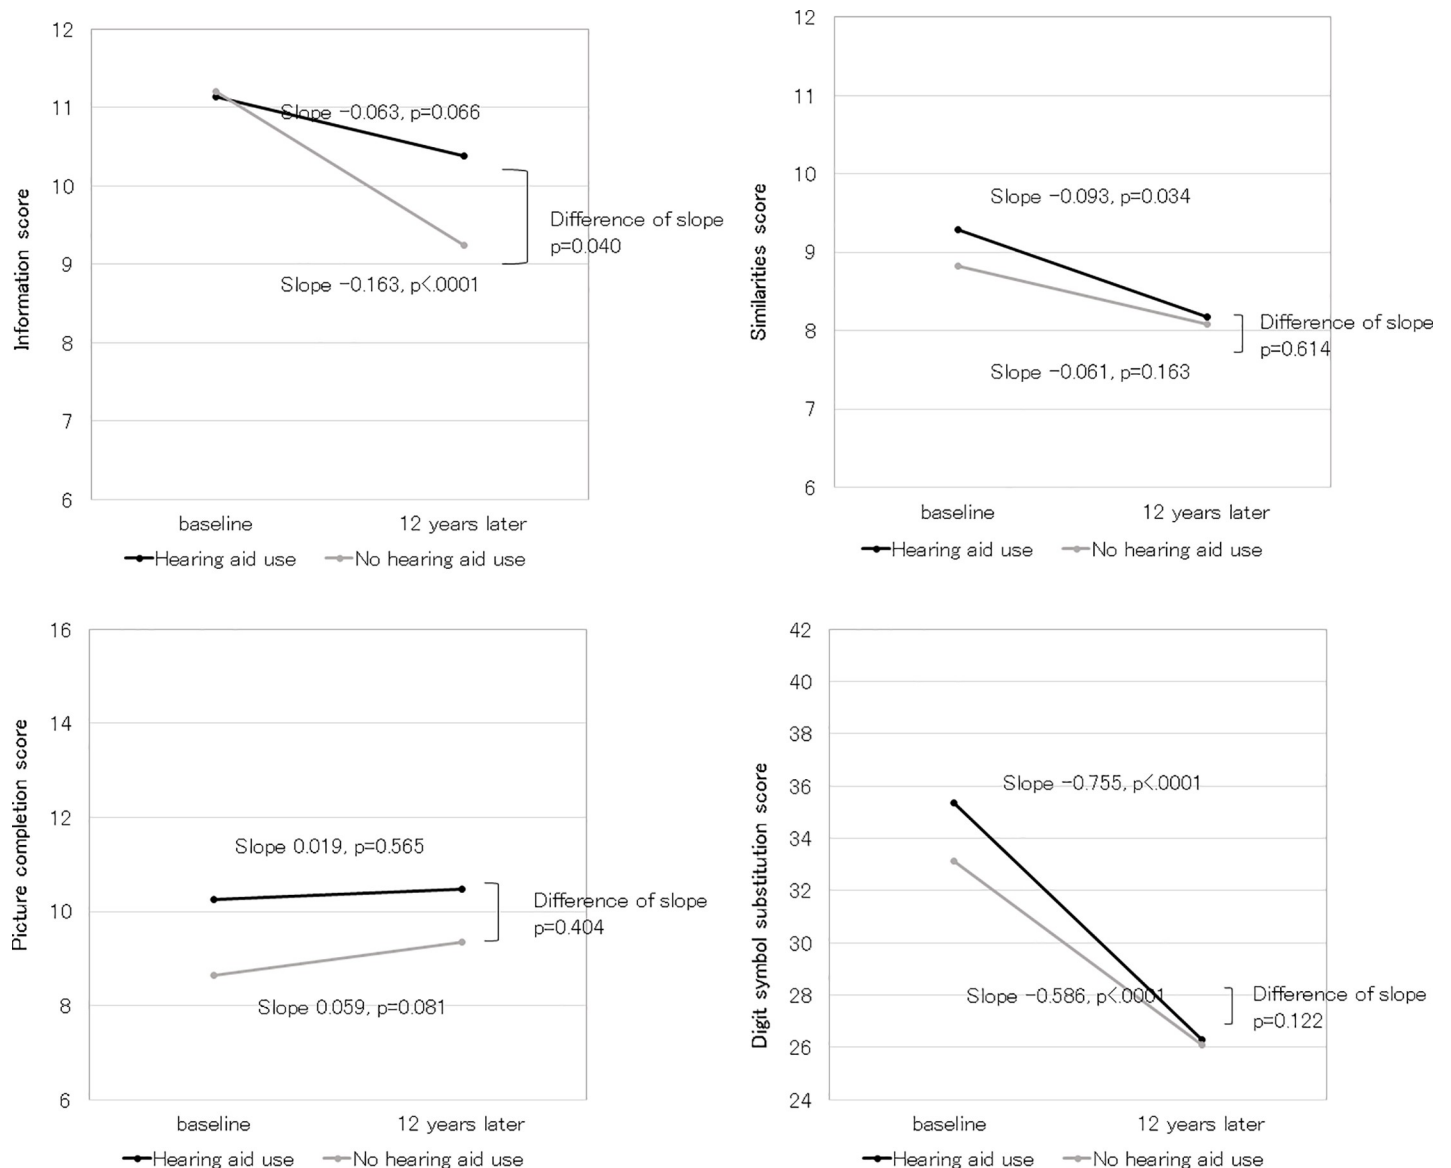 12
11
10
9
8
7
6
Information score
Slope −0.063, p=0.066
Difference of slope
p=0.040
Slope −0.163, p<.0001
baseline
12 years later
Hearing aid use
No hearing aid use
12
11
10
9
8
7
6
Similarities score
Slope −0.093, p=0.034
Difference of slope
p=0.614
Slope −0.061, p=0.163
baseline
12 years later
Hearing aid use
No hearing aid use
16
14
12
10
8
6
Picture completion score
Slope 0.019, p=0.565
Difference of slope
p=0.404
Slope 0.059, p=0.081
baseline
12 years later
Hearing aid use
No hearing aid use
42
40
38
36
34
32
30
28
26
24
Digit symbol substitution score
Slope −0.755, p<.0001
Slope −0.586, p<.0001
Difference of slope
p=0.122
baseline
12 years later
Hearing aid use
No hearing aid use